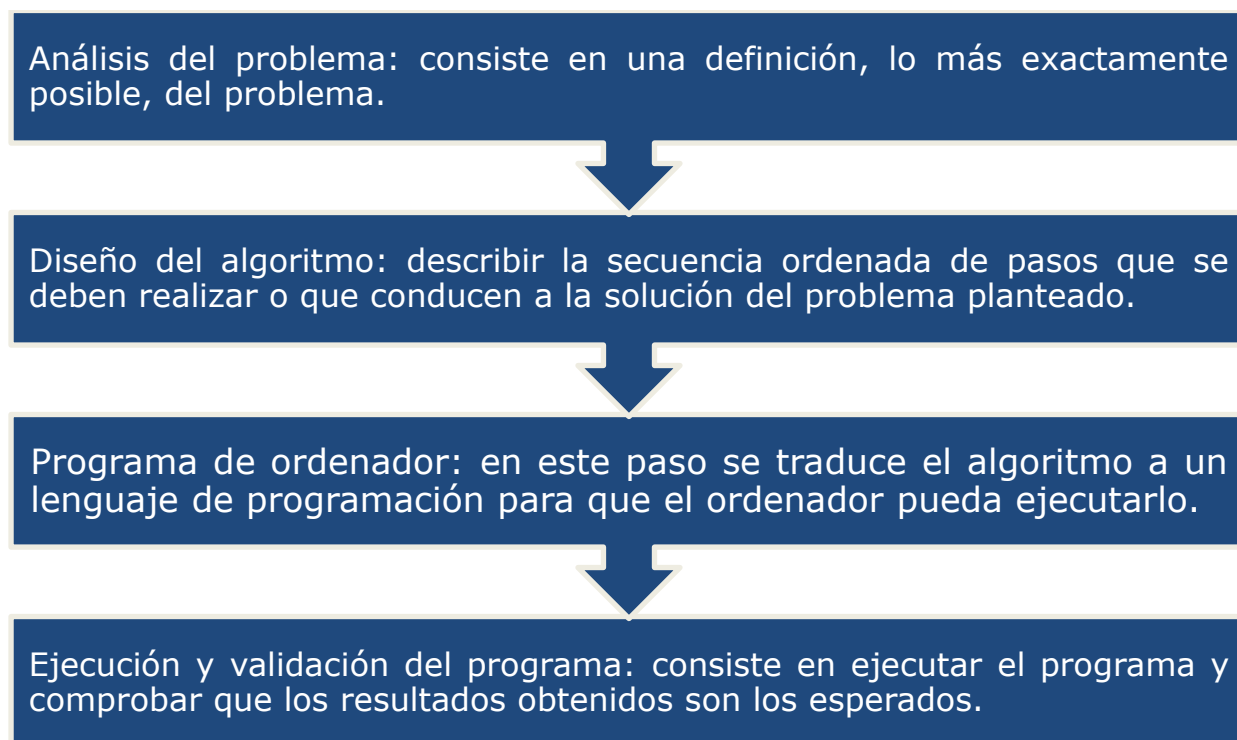 Análisis del problema: consiste en una definición, lo más exactamente
posible, del problema.
Diseño del algoritmo: describir la secuencia ordenada de pasos que se
deben realizar o que conducen a la solución del problema planteado.
Programa de ordenador: en este paso se traduce el algoritmo a un
lenguaje de programación para que el ordenador pueda ejecutarlo.
Ejecución y validación del programa: consiste en ejecutar el programa y
comprobar que los resultados obtenidos son los esperados.